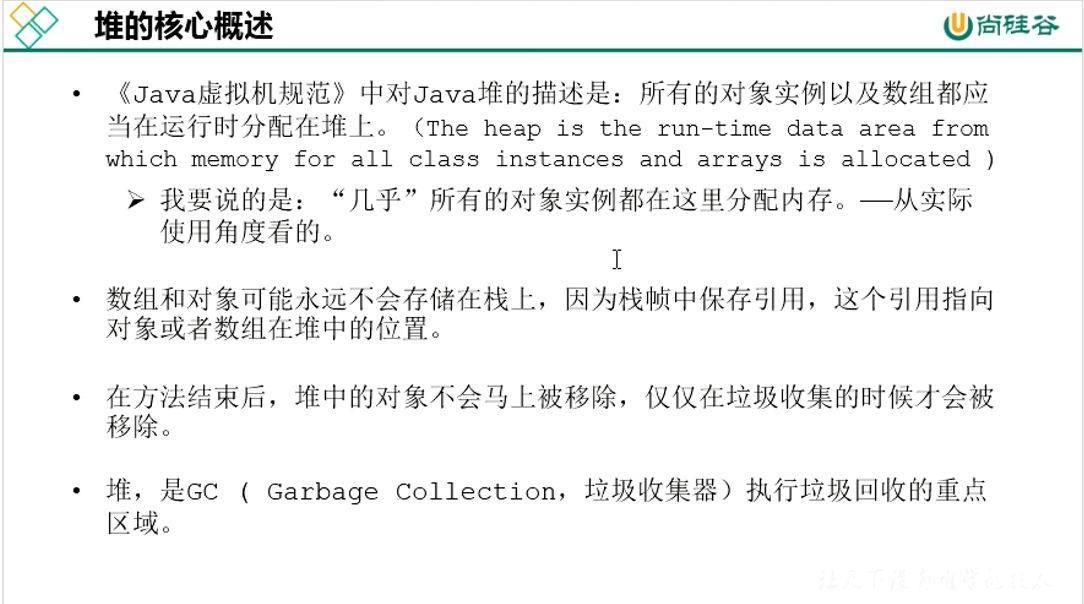 堆的核心概述
尚硅谷
• 《Java虚拟机规范》中对Java堆的描述是：所有的对象实例以及数组都应
当在运行时分配在堆上。（The heap is the run-time data area from
which memory for all class instances and arrays is allocated )
➢ 我要说的是：“几乎”所有的对象实例都在这里分配内存。—从实际
使用角度看的。
• 数组和对象可能永远不会存储在栈上，因为栈帧中保存引用，这个引用指向
对象或者数组在堆中的位置。
• 在方法结束后，堆中的对象不会马上被移除，仅仅在垃圾收集的时候才会被
移除。
• 堆，是GC ( Garbage Collection，垃圾收集器）执行垃圾回收的重点
区域。
让天下没有难学的技术